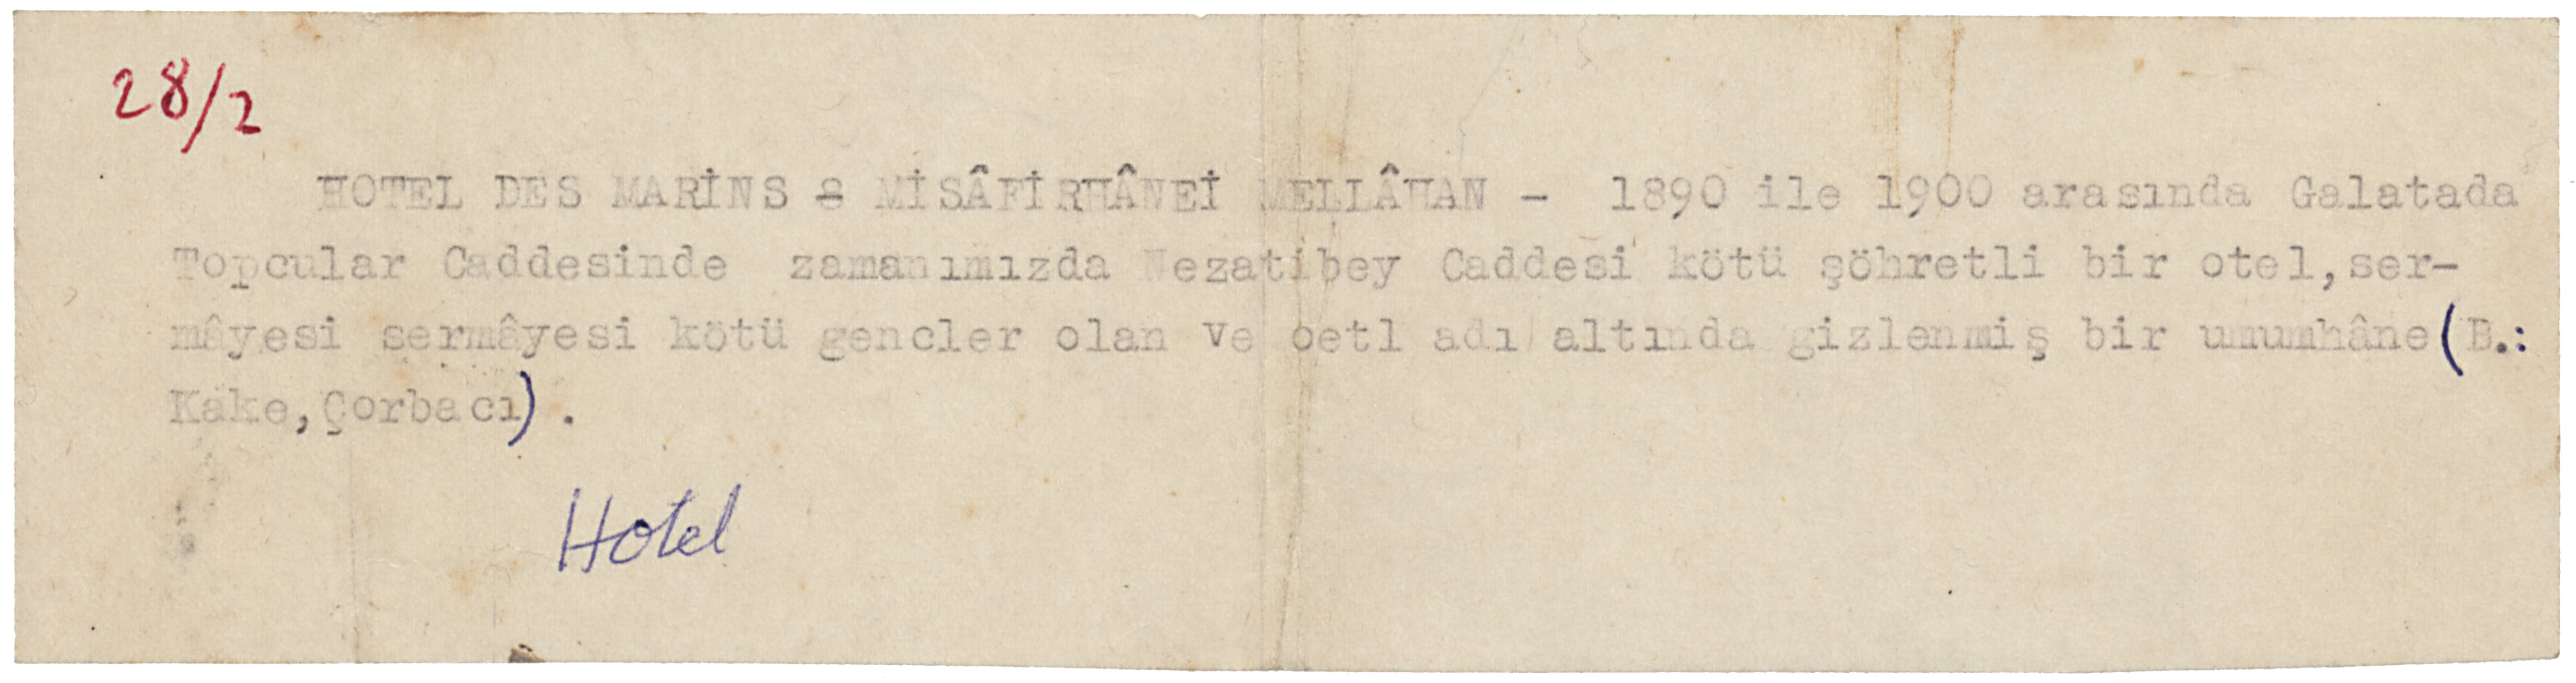 28/2
HOTEL DES MARİNS - MİSÂFİRHÂNEİ MELLÂHAN - 1890 ile 1900 arasında Galatada
Topcular Caddesinde zamanımızda Nezatibey Caddesi kötü şöhretli bir otel,ser-
mâyesi sermâyesi kötü gencler olan ve oetl adı altında gizlenmiş bir umumhâne(B.:
Kake,Çorbacı).
Hotel